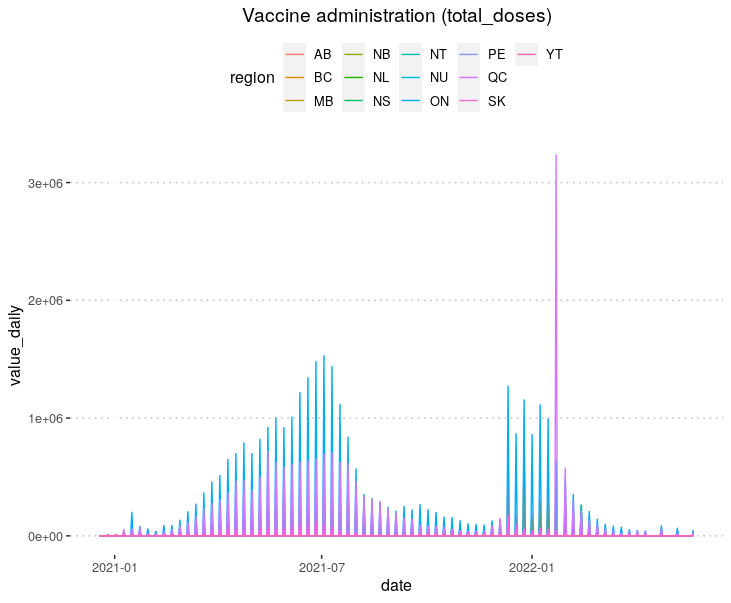 Vaccine administration (total_doses)
AB NB NT PE YT
region BC NL NU QC
MB NS ON SK
3e+06
2e+06
1e+06
0e+00
value_daily
2021-01 2021-07 2022-01
date